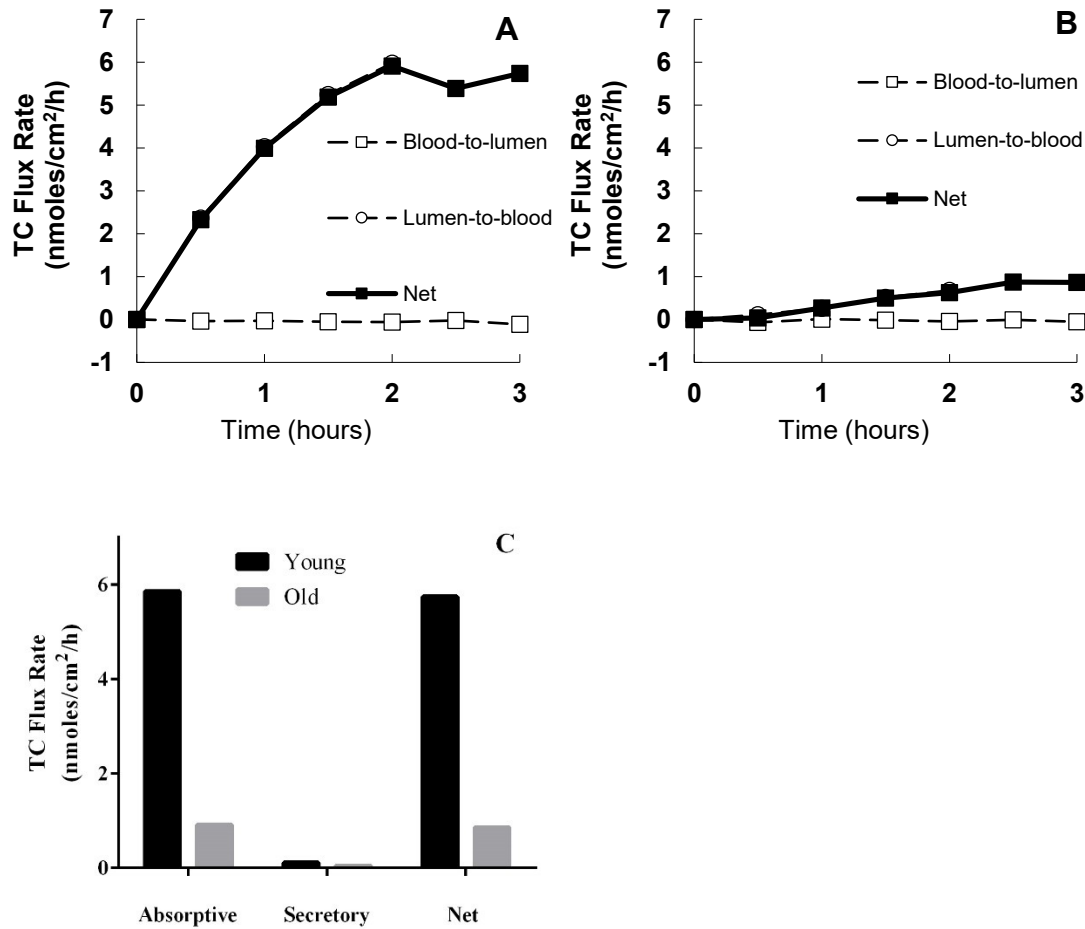 A
TC Flux Rate
(nmoles/cm²/h)
7
6
5
4
3
2
1
0
-1
Blood-to-lumen
Lumen-to-blood
Net
0 1 2 3
Time (hours)
B
TC Flux Rate
(nmoles/cm²/h)
7
6
5
4
3
2
1
0
-1
Blood-to-lumen
Lumen-to-blood
Net
0 1 2 3
Time (hours)
C
Young
Old
TC Flux Rate
(nmoles/cm²/h)
6
4
2
0
Absorptive Secretory Net